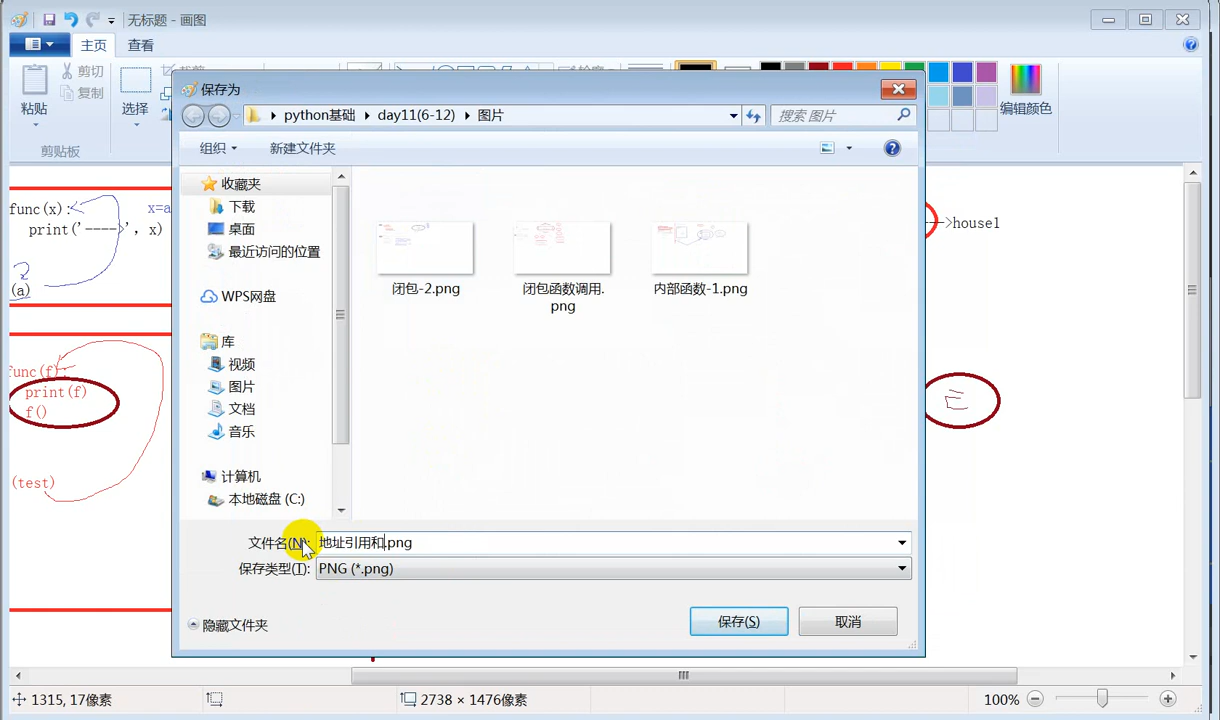 无标题 - 画图
主页
查看
粘贴
剪切
复制
剪贴板
选择
编辑颜色
保存为
python基础
day11(6-12)
图片
搜索 图片
组织
新建文件夹
收藏夹
下载
桌面
最近访问的位置
WPS网盘
库
视频
图片
文档
音乐
计算机
本地磁盘 (C:)
闭包-2.png
闭包函数调用.
png
内部函数-1.png
文件名(N):
地址引用和.png
保存类型(T):
PNG (*.png)
保存(S)
取消
隐藏文件夹
func(x):
x=a
print('---->', x)
(a)
func(f):
print(f)
f()
(test)
->house1
1315, 17像素
2738 × 1476像素
100%